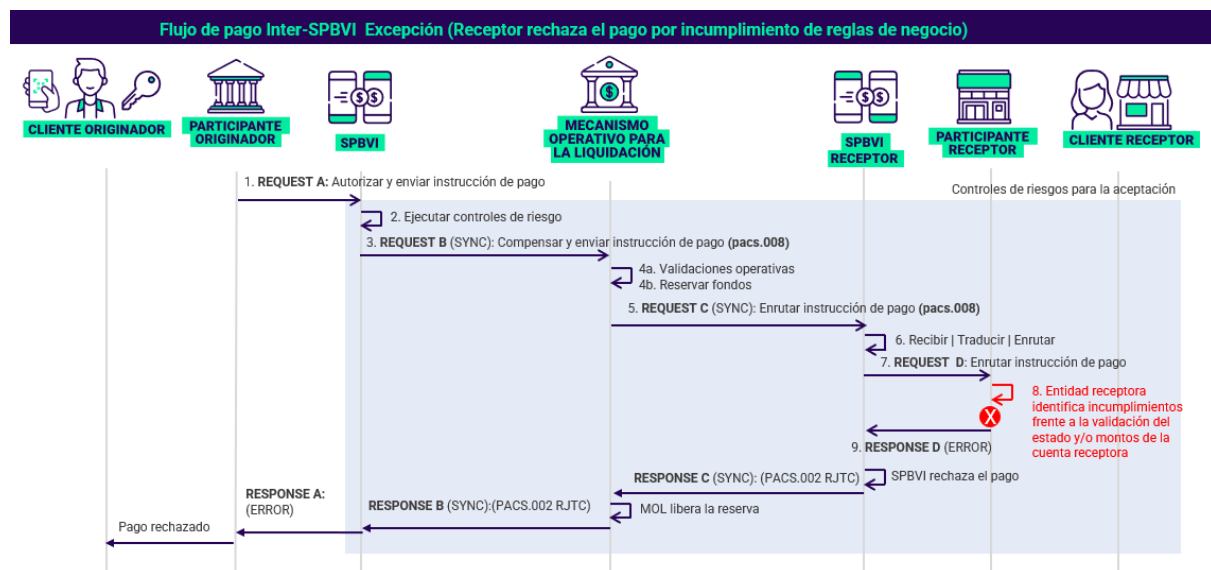 Flujo de pago Inter-SPBVI  Excepción (Receptor rechaza el pago por incumplimiento de reglas de negocio)
CLIENTE ORIGINADOR
PARTICIPANTE
ORIGINADOR
SPBVI
MECANISMO
OPERATIVO PARA
LA LIQUIDACIÓN
SPBVI
RECEPTOR
PARTICIPANTE
RECEPTOR
CLIENTE RECEPTOR
1. REQUEST A: Autorizar y enviar instrucción de pago
Controles de riesgos para la aceptación
2. Ejecutar controles de riesgo
3. REQUEST B (SYNC): Compensar y enviar instrucción de pago (pacs.008)
4a. Validaciones operativas
4b. Reservar fondos
5. REQUEST C (SYNC): Enrutar instrucción de pago (pacs.008)
6. Recibir | Traducir | Enrutar
7. REQUEST  D: Enrutar instrucción de pago
8. Entidad receptora
identifica incumplimientos
frente a la validación del
estado y/o montos de la
cuenta receptora
X
9. RESPONSE D (ERROR)
SPBVI rechaza el pago
RESPONSE C (SYNC): (PACS.002 RJTC)
MOL libera la reserva
RESPONSE B (SYNC):(PACS.002 RJTC)
RESPONSE A:
(ERROR)
Pago rechazado